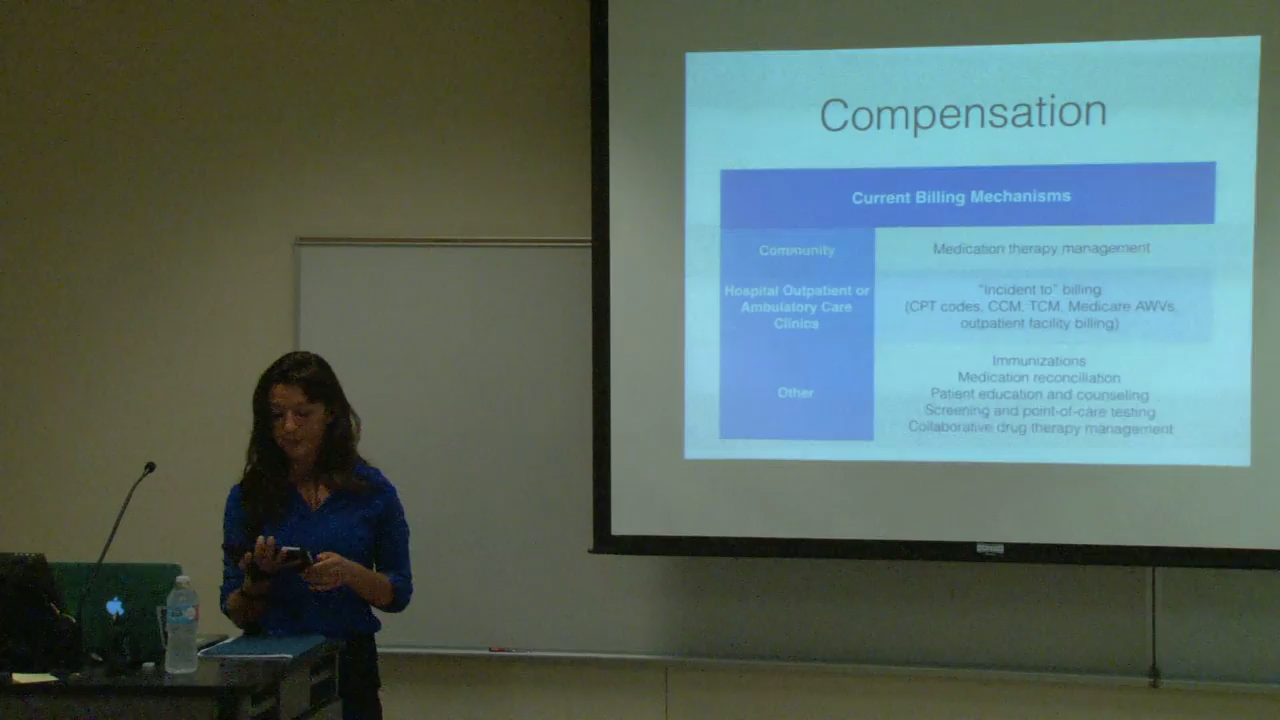 Compensation
Current Billing Mechanisms
Community
Medication therapy management
Hospital Outpatient or
Ambulatory Care
Clinics
"Incident to" billing
(CPT codes, CCM, TCM, Medicare AWVs,
outpatient facility billing)
Other
Immunizations
Medication reconciliation
Patient education and counseling
Screening and point-of-care testing
Collaborative drug therapy management